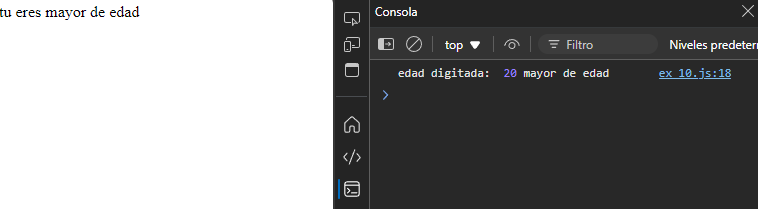 tu eres mayor de edad
Consola
top
Filtro
Niveles predeter
edad digitada: 20 mayor de edad
ex 10.js:18